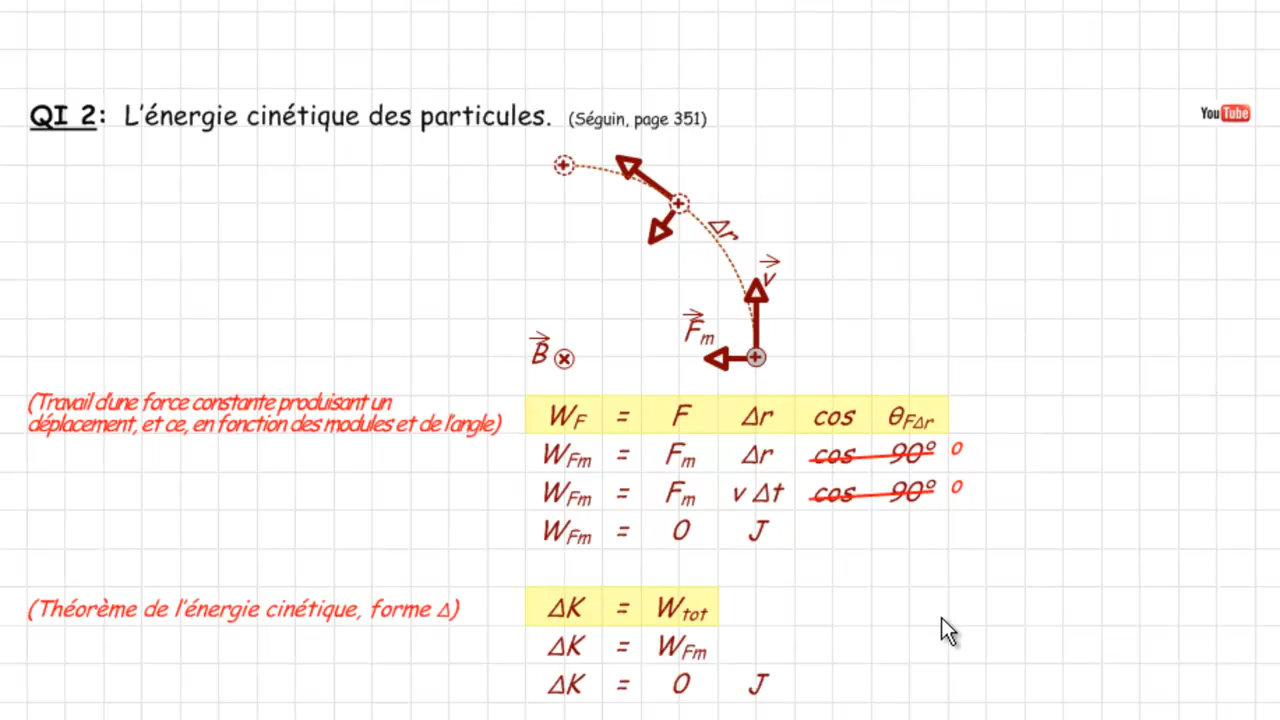 QI 2: L'énergie cinétique des particules. (Séguin, page 351)
YouTube
Δr
v
Fm
B
(Travail d'une force constante produisant un
déplacement, et ce, en fonction des modules et de l'angle)
WF = F Δr cos θFΔr
WFm = Fm Δr cos 90° 0
WFm = Fm v Δt cos 90° 0
WFm = 0 J
(Théorème de l'énergie cinétique, forme Δ)
ΔK = Wtot
ΔK = WFm
ΔK = 0 J